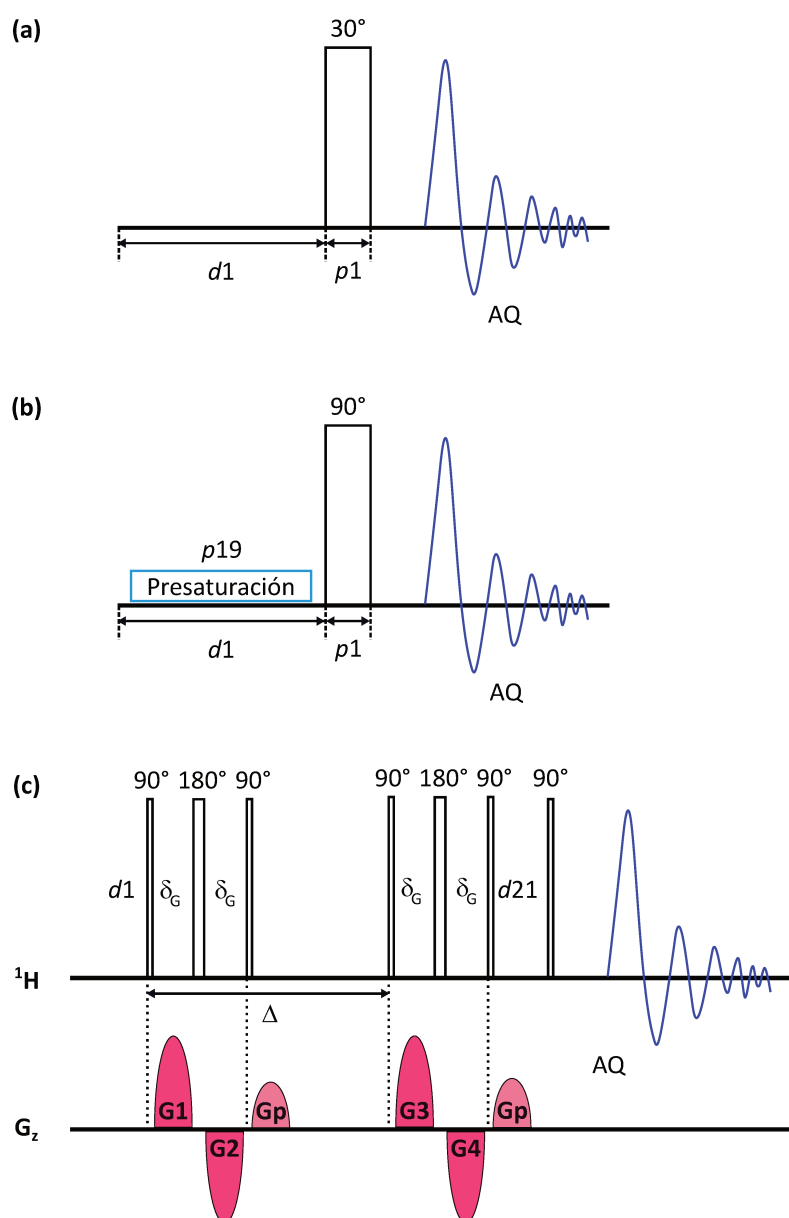 (a)
30°
d1
p1
AQ
(b)
90°
p19
Presaturación
d1
p1
AQ
(c)
90° 180° 90° 90° 180° 90° 90°
d1 δG δG δG δG d21
¹H
Δ
AQ
G1 Gp G3 Gp
Gz
G2 G4